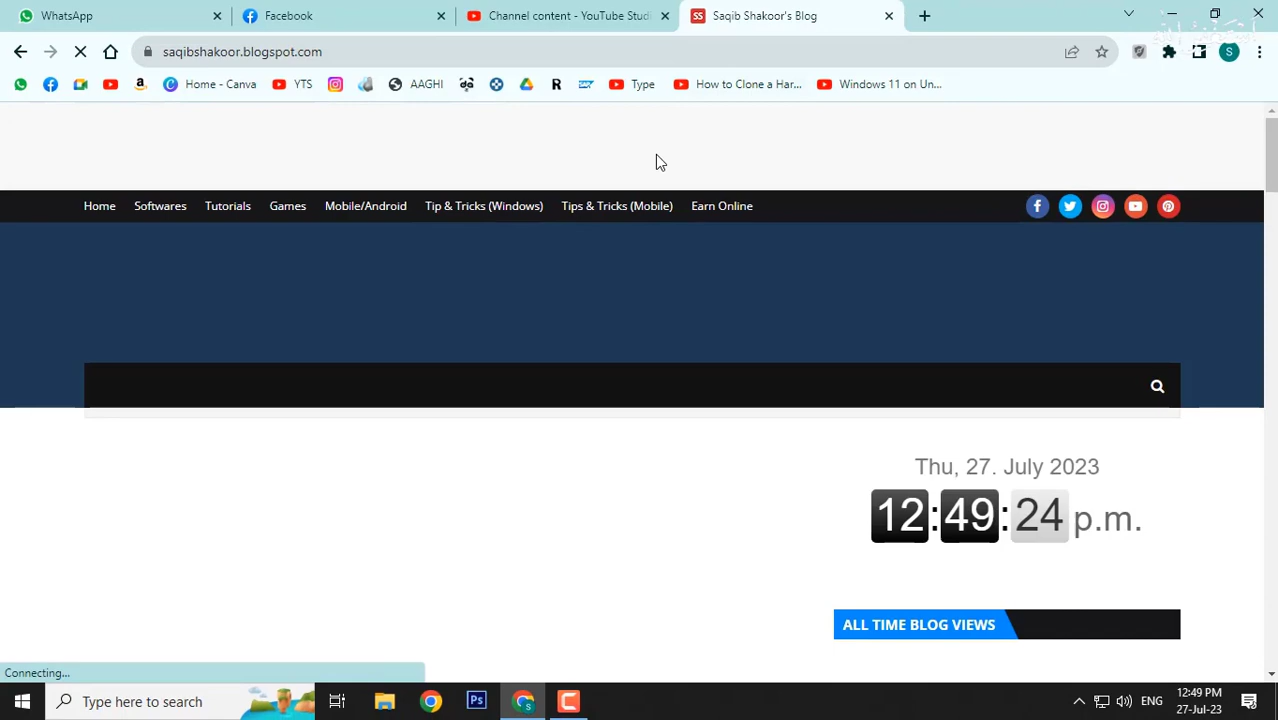 WhatsApp
Facebook
Channel content - YouTube Studi
SS Saqib Shakoor's Blog
saqibshakoor.blogspot.com
S
Home - Canva
YTS
AAGHI
R
Type
How to Clone a Har...
Windows 11 on Un...
Home
Softwares
Tutorials
Games
Mobile/Android
Tip & Tricks (Windows)
Tips & Tricks (Mobile)
Earn Online
Thu, 27. July 2023
12:49:24 p.m.
ALL TIME BLOG VIEWS
Connecting...
Type here to search
Ps
S
ENG
12:49 PM
27-Jul-23